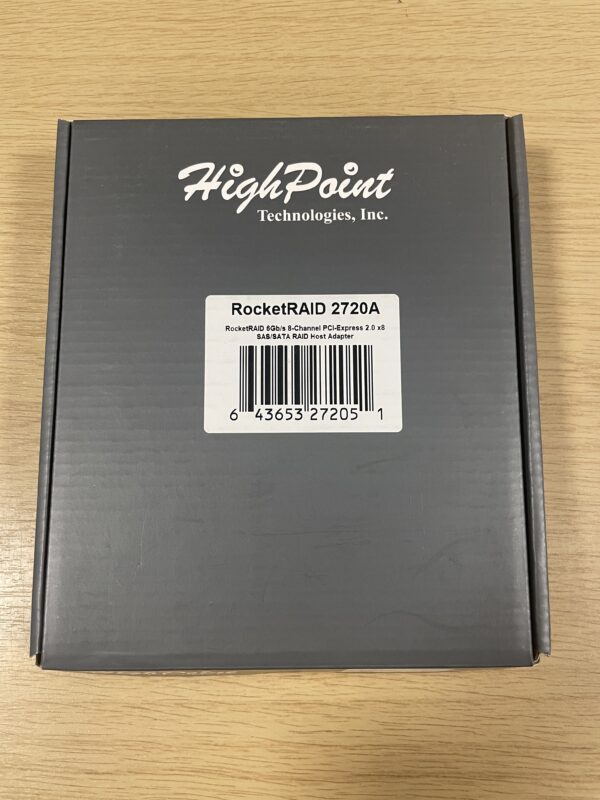 HighPoint
Technologies, Inc.
RocketRAID 2720A
RocketRAID 6Gb/s 8-Channel PCI-Express 2.0 x8
SAS/SATA RAID Host Adapter
6 43653 27205 1